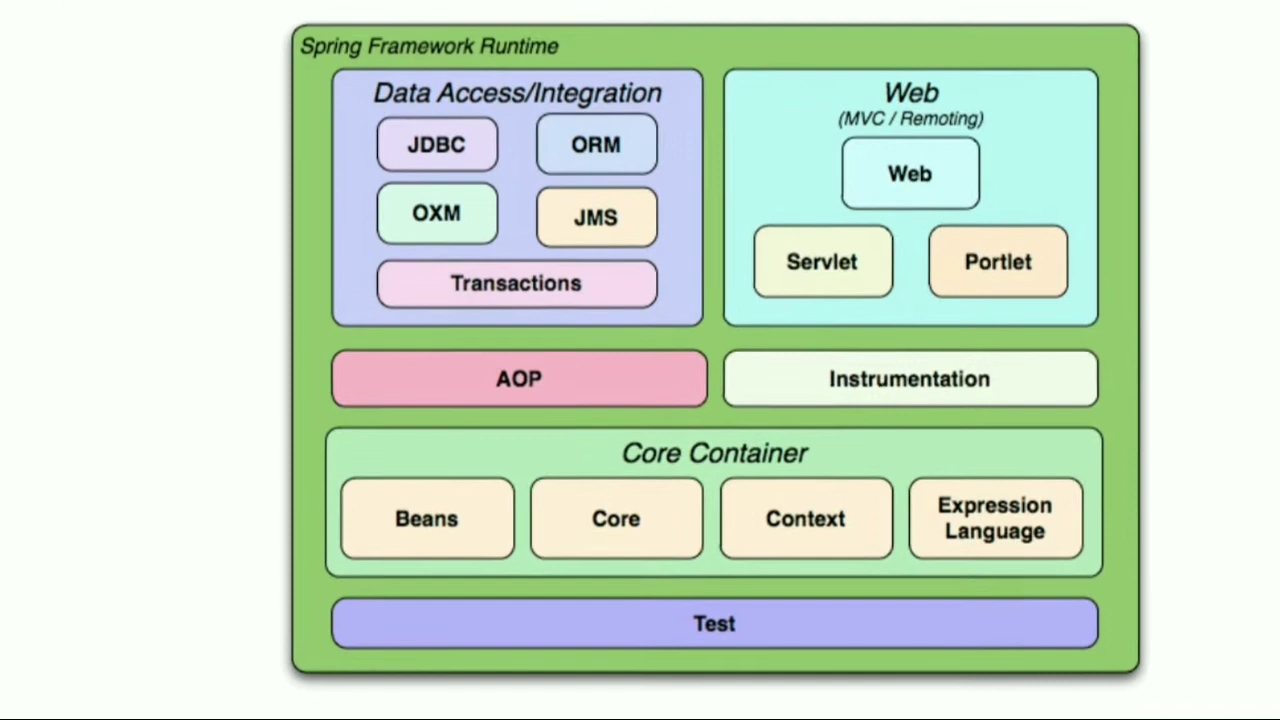 Spring Framework Runtime
Data Access/Integration
JDBC
ORM
OXM
JMS
Transactions
Web
(MVC / Remoting)
Web
Servlet
Portlet
AOP
Instrumentation
Core Container
Beans
Core
Context
Expression
Language
Test